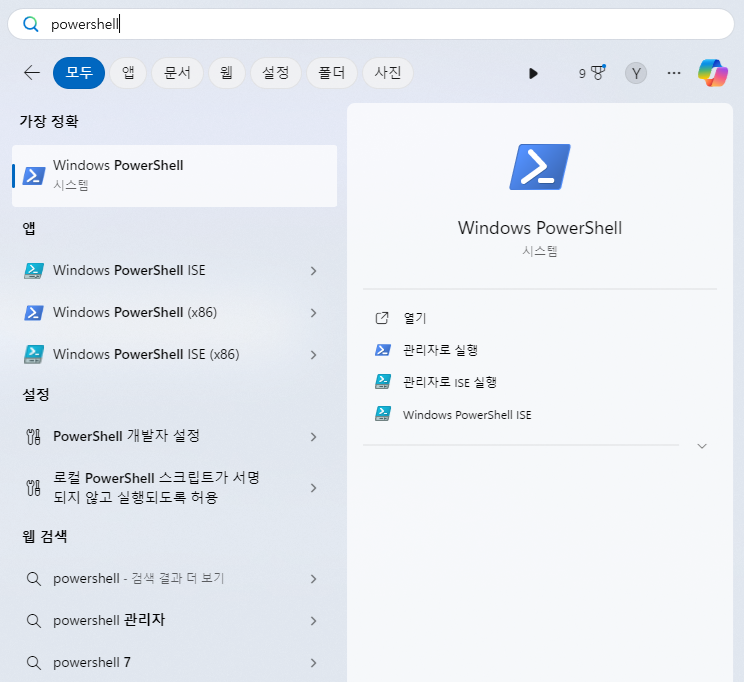 powershell
모두
앱
문서
웹
설정
폴더
사진
9
Y
가장 정확
Windows PowerShell
시스템
앱
Windows PowerShell ISE
Windows PowerShell (x86)
Windows PowerShell ISE (x86)
설정
PowerShell 개발자 설정
로컬 PowerShell 스크립트가 서명
되지 않고 실행되도록 허용
웹 검색
powershell - 검색 결과 더 보기
powershell 관리자
powershell 7
Windows PowerShell
시스템
열기
관리자로 실행
관리자로 ISE 실행
Windows PowerShell ISE